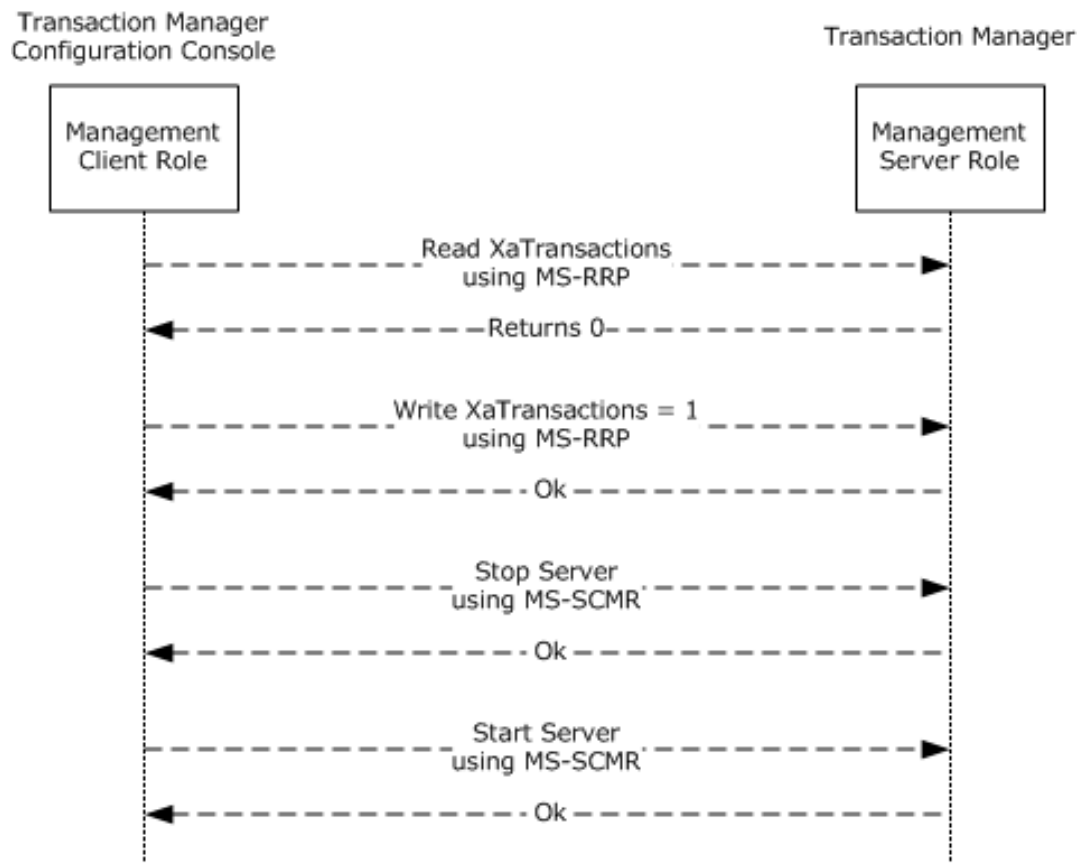 Transaction Manager
Configuration Console
Transaction Manager
Management
Client Role
Management
Server Role
Read XaTransactions
using MS-RRP
Returns 0
Write XaTransactions = 1
using MS-RRP
Ok
Stop Server
using MS-SCMR
Ok
Start Server
using MS-SCMR
Ok